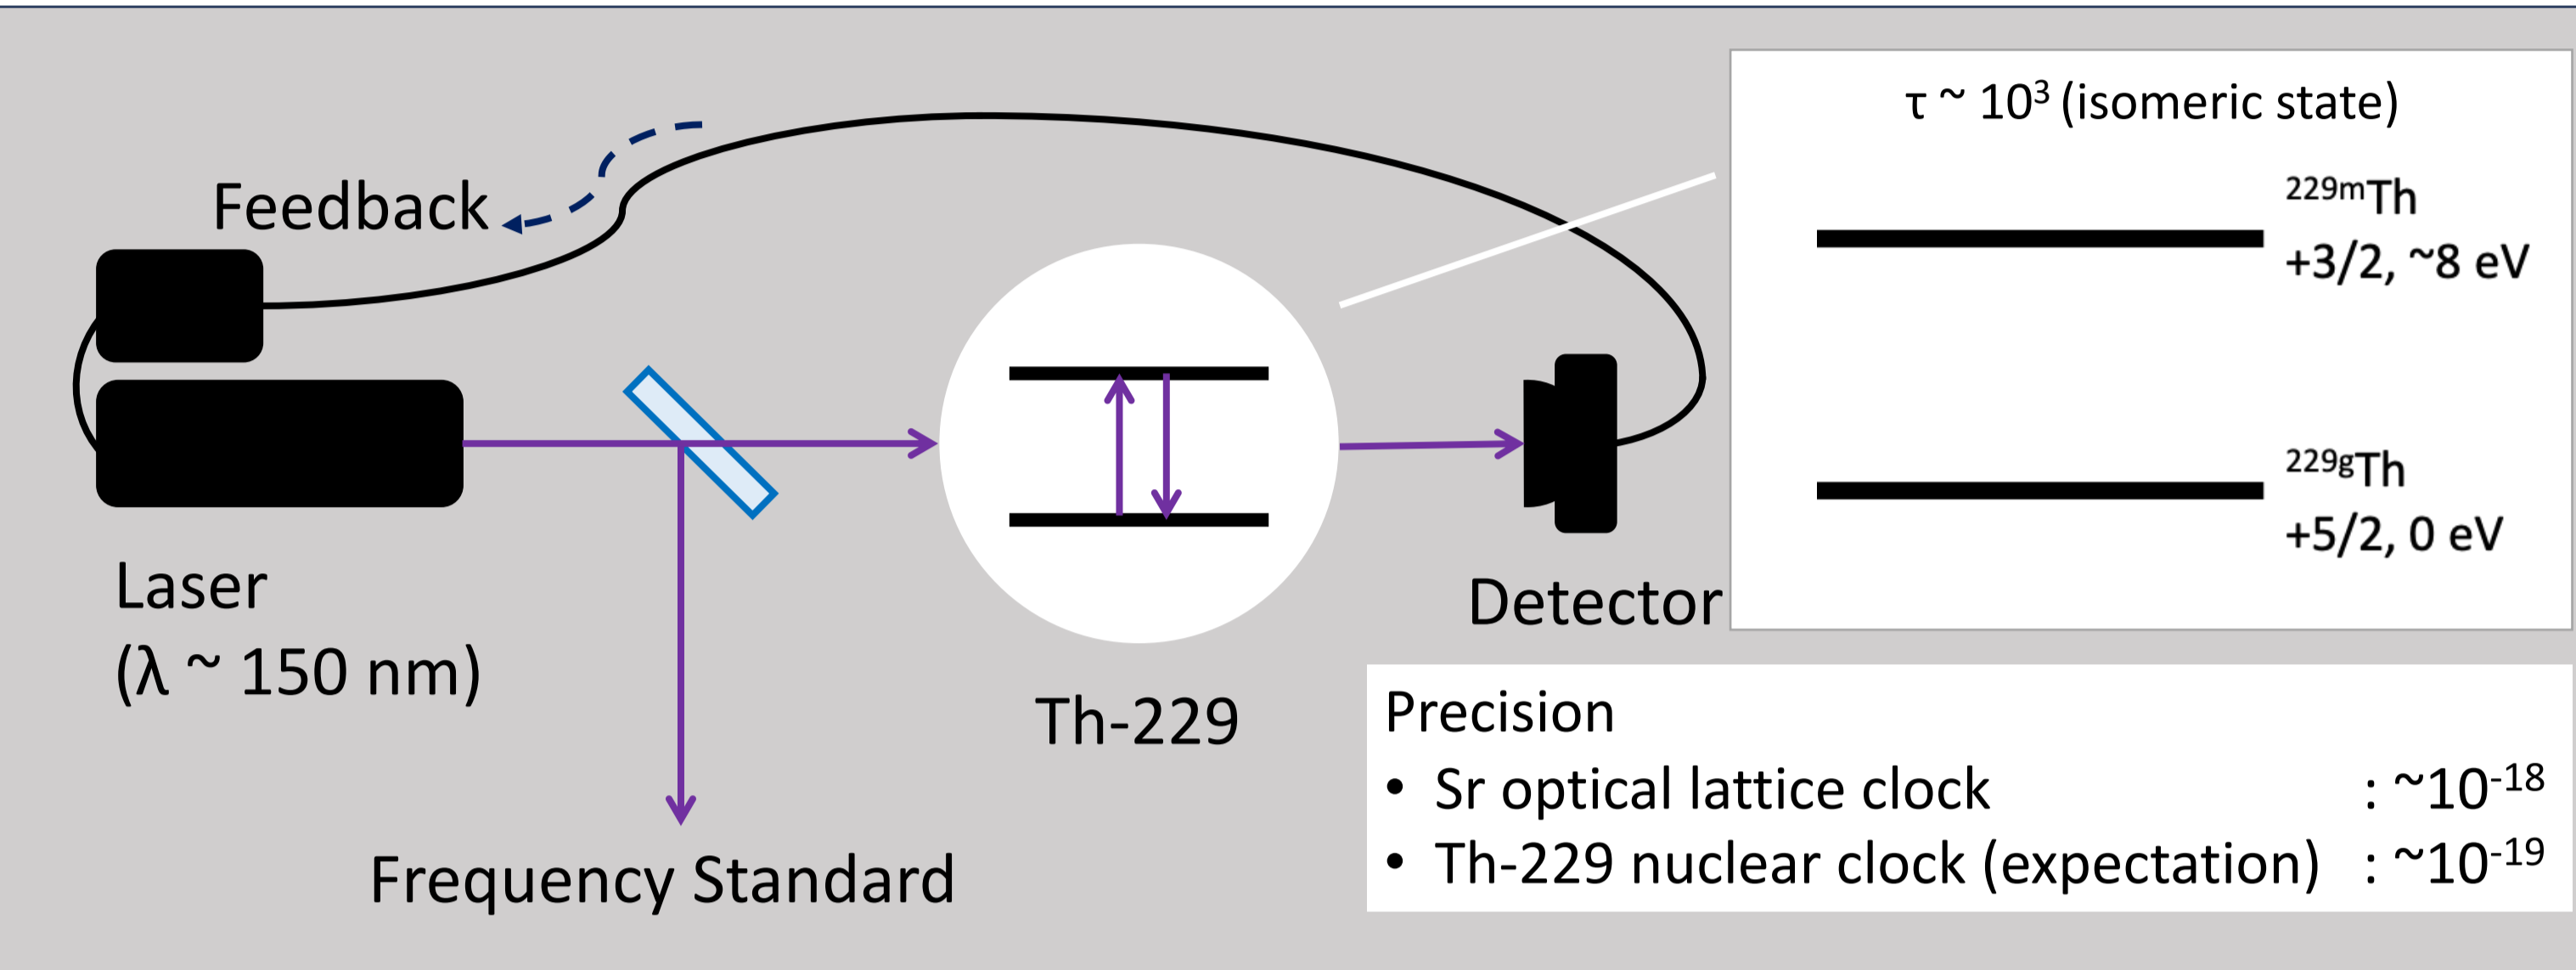 Feedback
Laser
(λ ~ 150 nm)
Frequency Standard
Th-229
Detector
τ ~ 10³ (isomeric state)
²²⁹ᵐTh
+3/2, ~8 eV
²²⁹ᵍTh
+5/2, 0 eV
Precision
• Sr optical lattice clock : ~10⁻¹⁸
• Th-229 nuclear clock (expectation) : ~10⁻¹⁹